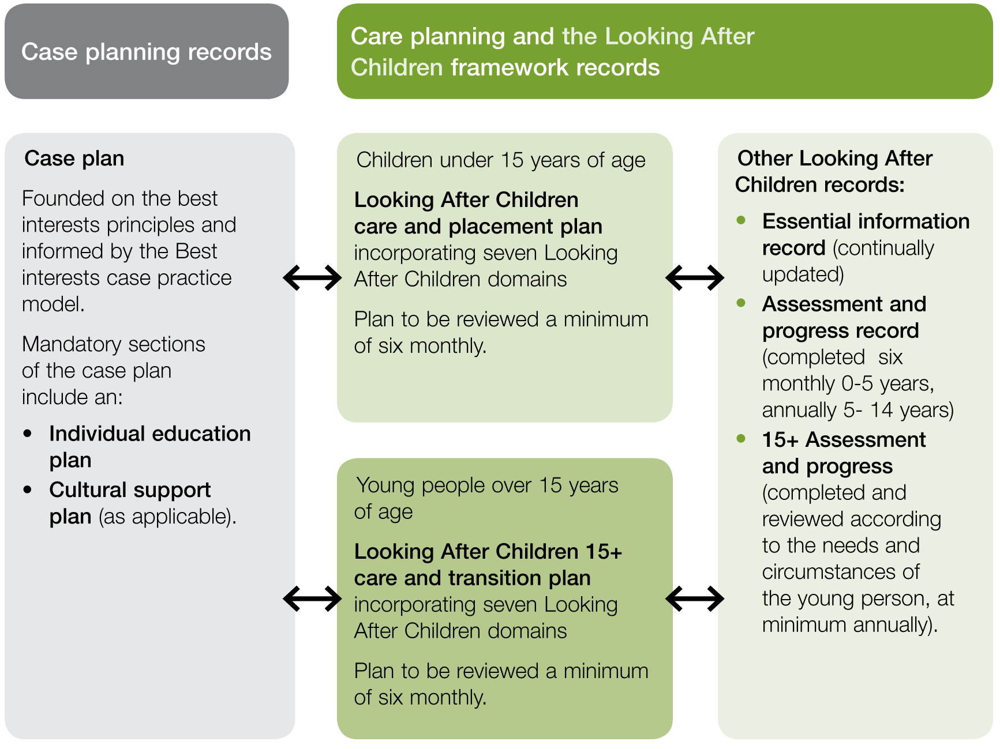 Case planning records
Care planning and the Looking After
Children framework records
Case plan
Founded on the best
interests principles and
informed by the Best
interests case practice
model.
Mandatory sections
of the case plan
include an:
• Individual education
plan
• Cultural support
plan (as applicable).
Children under 15 years of age
Looking After Children
care and placement plan
incorporating seven Looking
After Children domains
Plan to be reviewed a minimum
of six monthly.
Young people over 15 years
of age
Looking After Children 15+
care and transition plan
incorporating seven Looking
After Children domains
Plan to be reviewed a minimum
of six monthly.
Other Looking After
Children records:
• Essential information
record (continually
updated)
• Assessment and
progress record
(completed  six
monthly 0-5 years,
annually 5- 14 years)
• 15+ Assessment
and progress
(completed and
reviewed according
to the needs and
circumstances of
the young person, at
minimum annually).